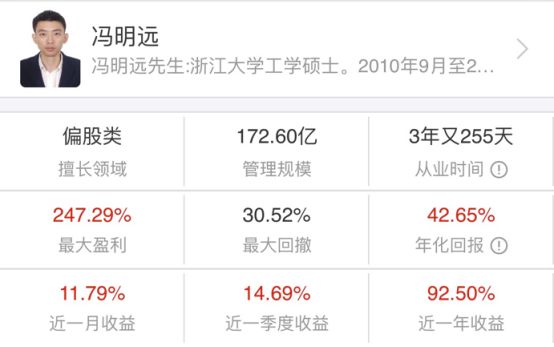 冯明远
冯明远先生:浙江大学工学硕士。2010年9月至2...
偏股类 172.60亿 3年又255天
擅长领域 管理规模 从业时间
247.29% 30.52% 42.65%
最大盈利 最大回撤 年化回报
11.79% 14.69% 92.50%
近一月收益 近一季度收益 近一年收益